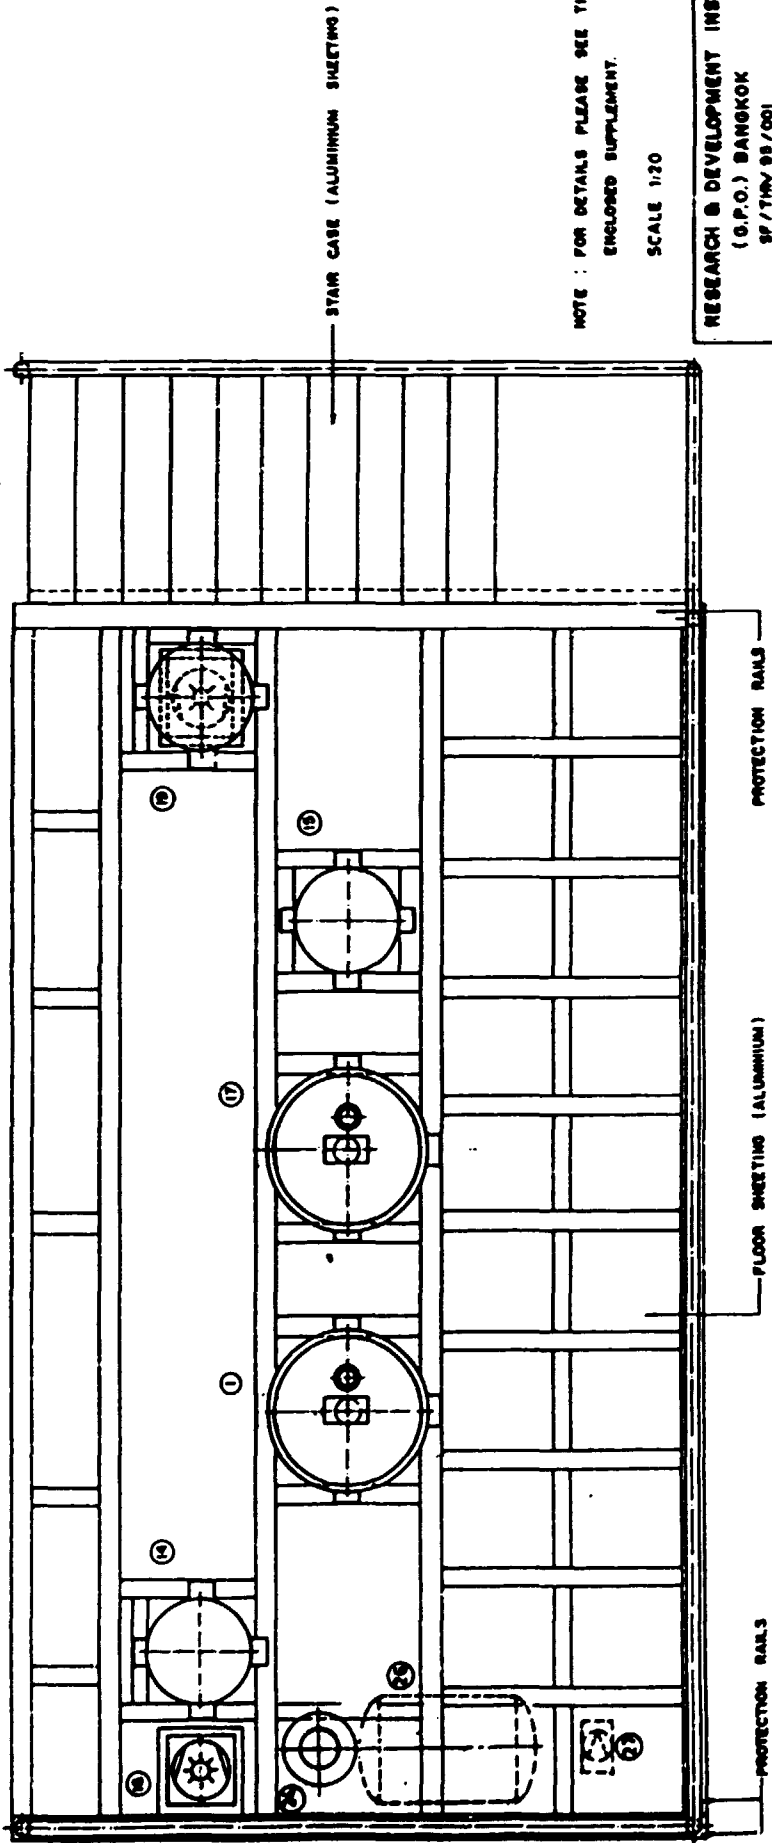 STAIR CASE (ALUMINIUM SHEETING)
19
15
17
1
14
PROTECTION RAILS
FLOOR SHEETING (ALUMINIUM)
PROTECTION RAILS
NOTE : FOR DETAILS PLEASE SEE
ENCLOSED SUPPLEMENT.
SCALE 1:20
RESEARCH & DEVELOPMENT
(G.P.O.) BANGKOK